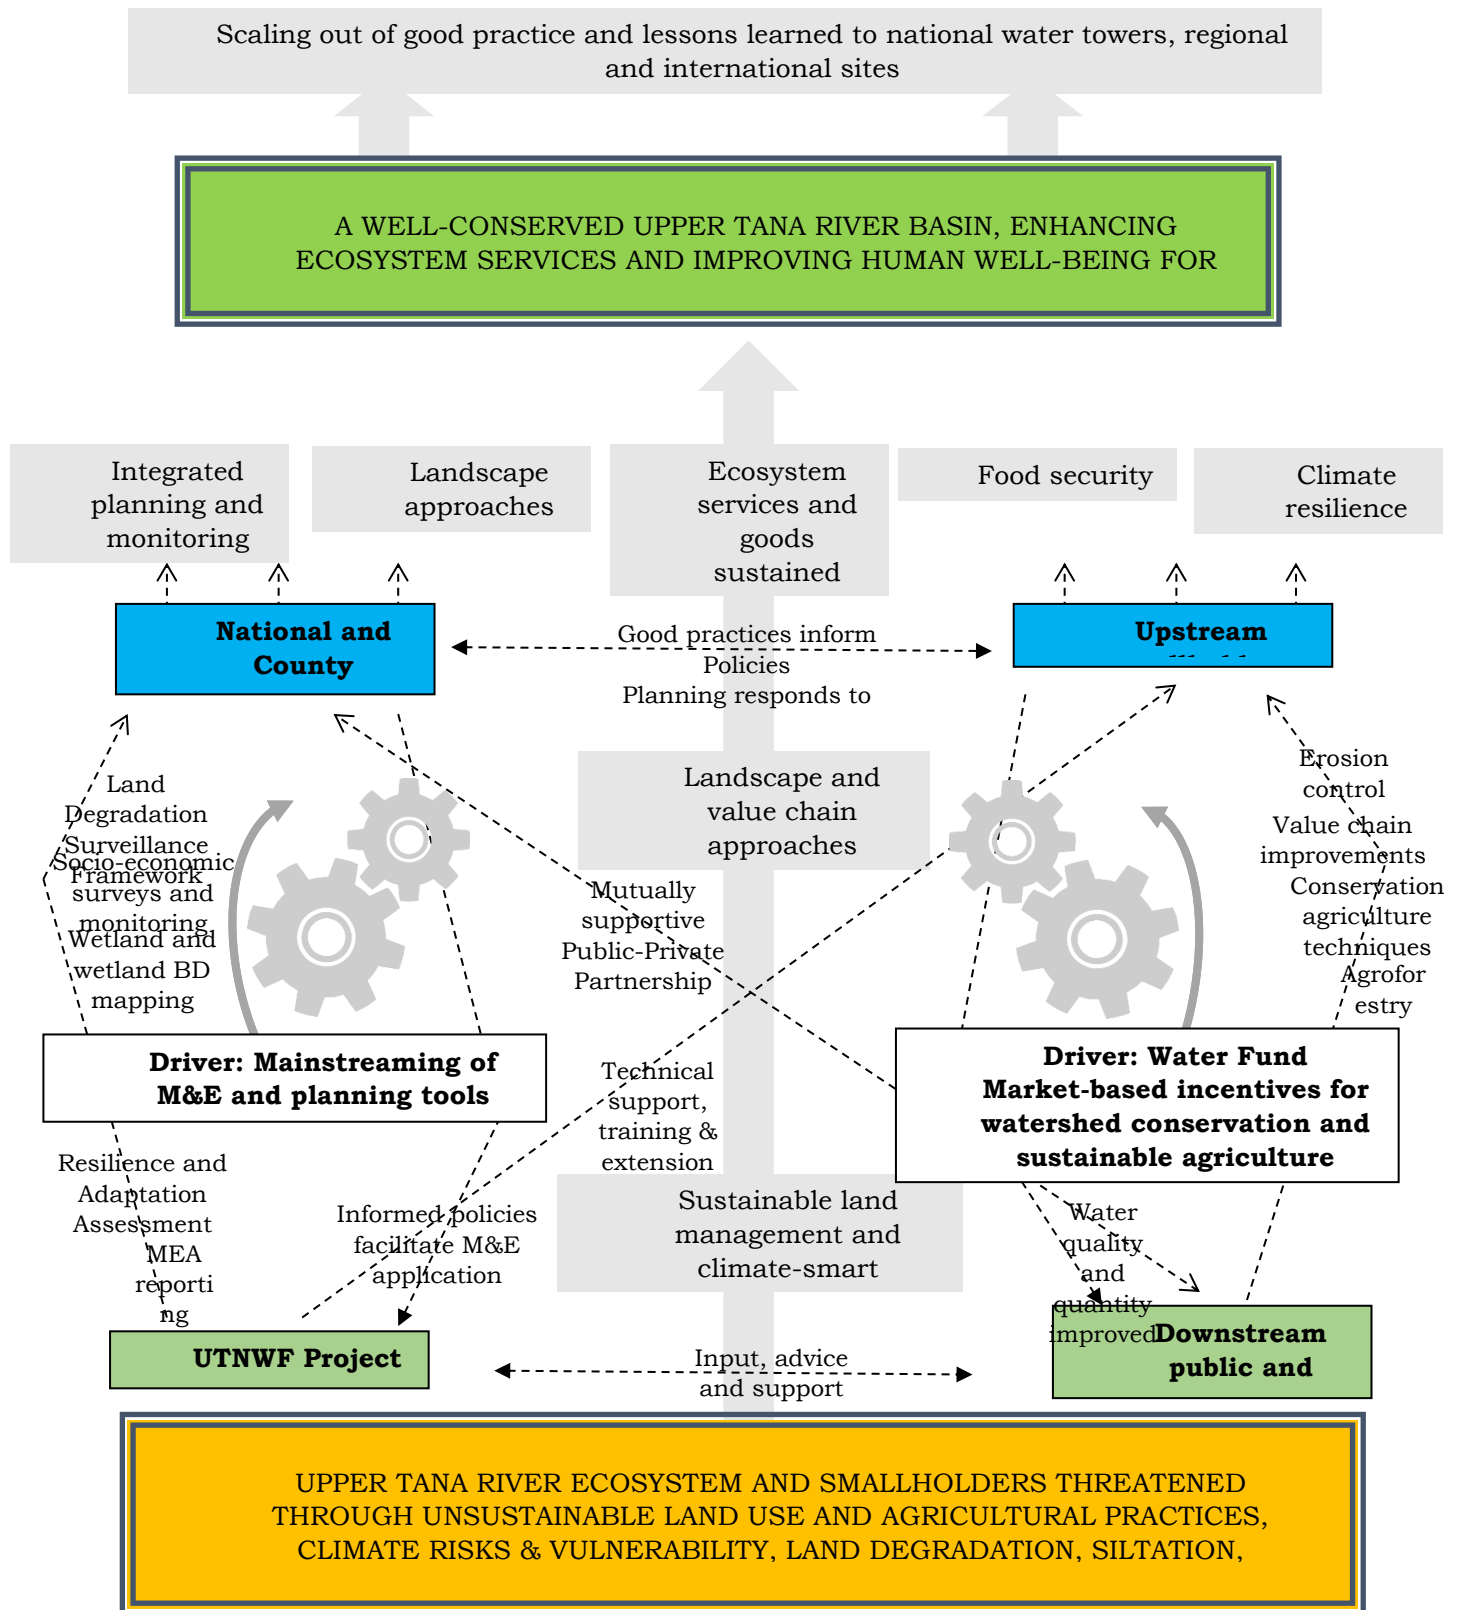 Scaling out of good practice and lessons learned to national water towers, regional
and international sites
A WELL-CONSERVED UPPER TANA RIVER BASIN, ENHANCING
ECOSYSTEM SERVICES AND IMPROVING HUMAN WELL-BEING FOR
Integrated
planning and
monitoring
Landscape
approaches
Ecosystem
services and
goods
sustained
Food security
Climate
resilience
National and
County
Good practices inform
Policies
Planning responds to
Upstream
Land
Degradation
Surveillance
Framework
Socio-economic
surveys and
monitoring
Wetland and
wetland BD
mapping
Landscape and
value chain
approaches
Mutually
supportive
Public-Private
Partnership
Erosion
control
Value chain
improvements
Conservation
agriculture
techniques
Agrofor
estry
Driver: Mainstreaming of
M&E and planning tools
Technical
support,
training &
extension
Driver: Water Fund
Market-based incentives for
watershed conservation and
sustainable agriculture
Resilience and
Adaptation
Assessment
MEA
reporti
ng
Informed policies
facilitate M&E
application
Sustainable land
management and
climate-smart
Water
quality
and
quantity
improved
UTNWF Project
Input, advice
and support
Downstream
public and
UPPER TANA RIVER ECOSYSTEM AND SMALLHOLDERS THREATENED
THROUGH UNSUSTAINABLE LAND USE AND AGRICULTURAL PRACTICES,
CLIMATE RISKS & VULNERABILITY, LAND DEGRADATION, SILTATION,